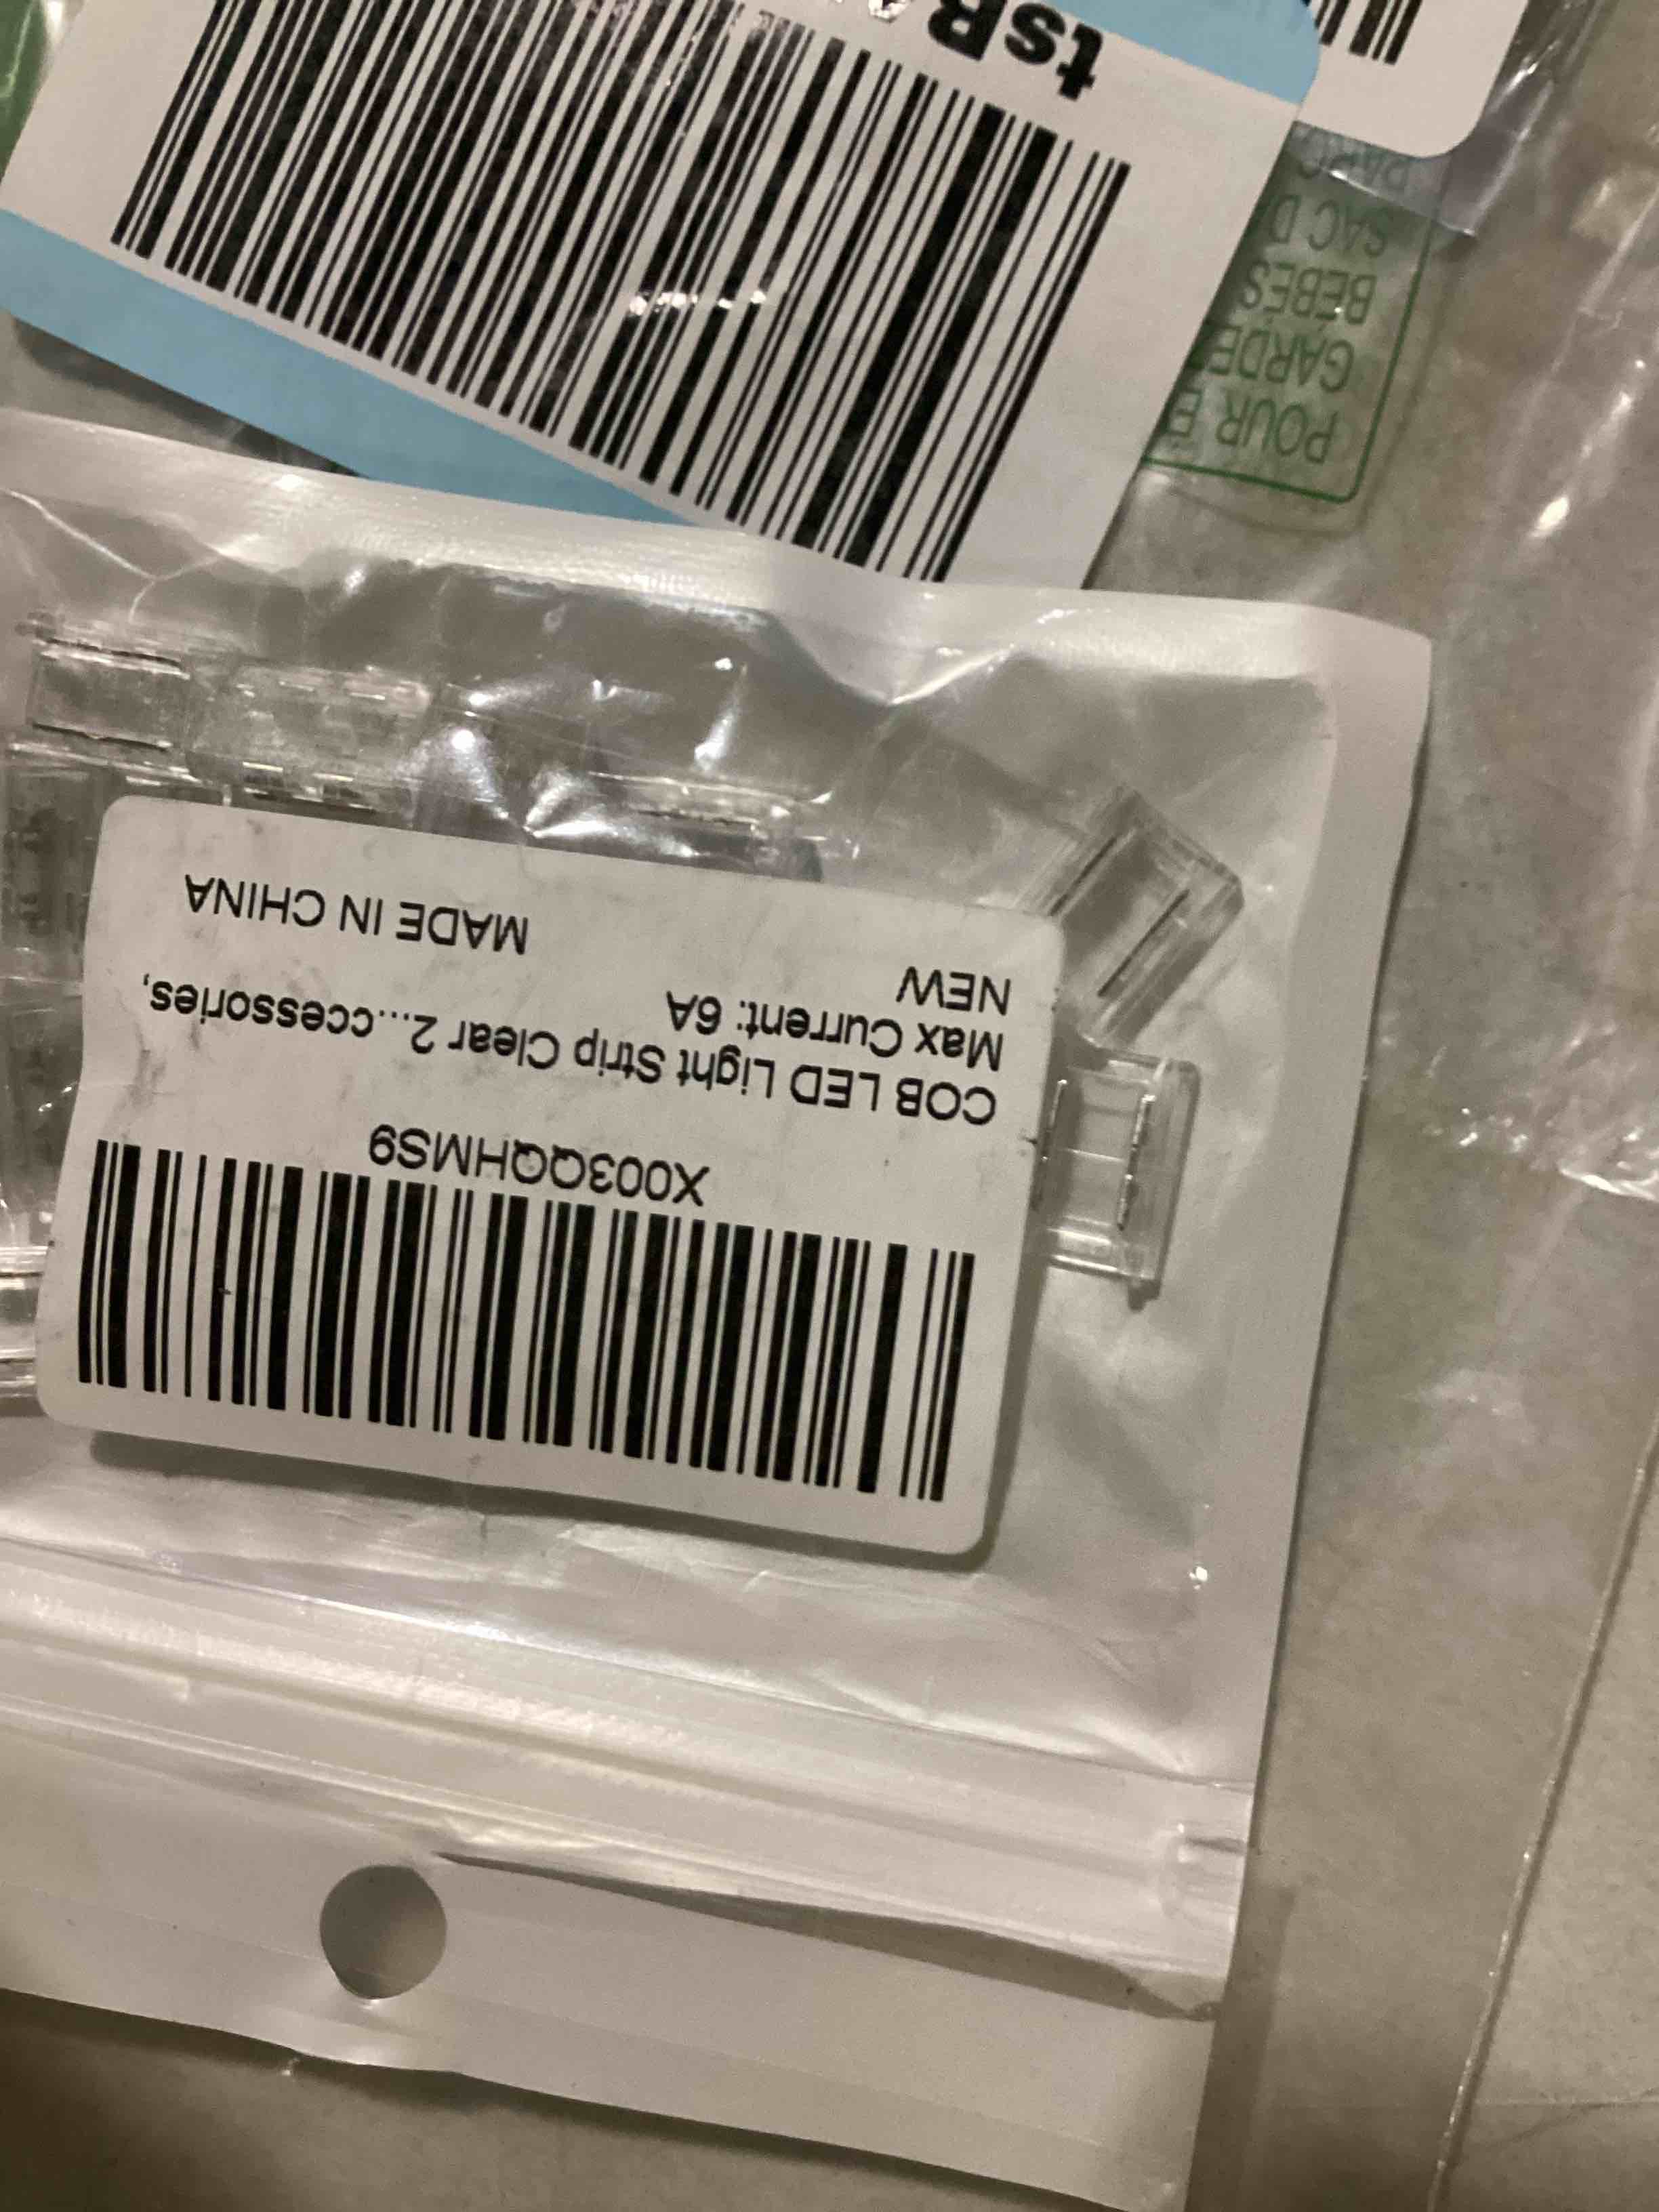 X003QQHMS9
COB LED Light Strip Clear 2...ccessories,
Max Current: 6A
NEW
MADE IN CHINA
POUR
GARDE
BÉBÉS
SAC D
tsR